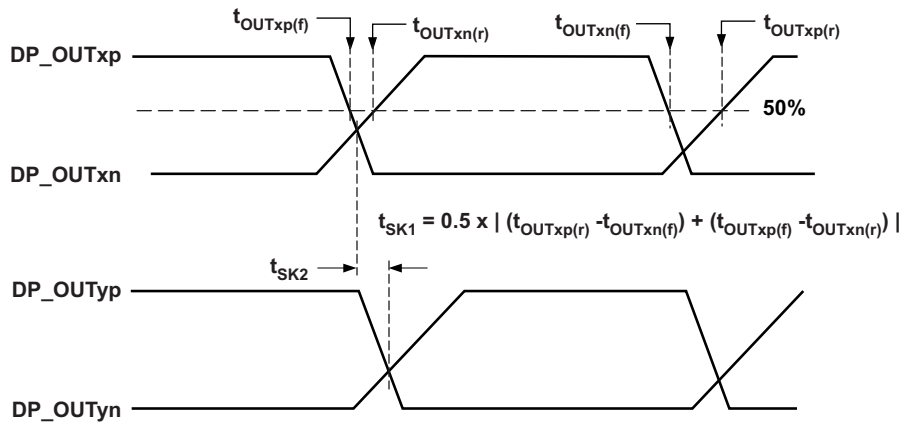 tOUTxp(f)
tOUTxn(r)
tOUTxn(f)
tOUTxp(r)
DP_OUTxp
50%
DP_OUTxn
tSK1 = 0.5 x | (tOUTxp(r) -tOUTxn(f)) + (tOUTxp(f) -tOUTxn(r)) |
tSK2
DP_OUTyp
DP_OUTyn